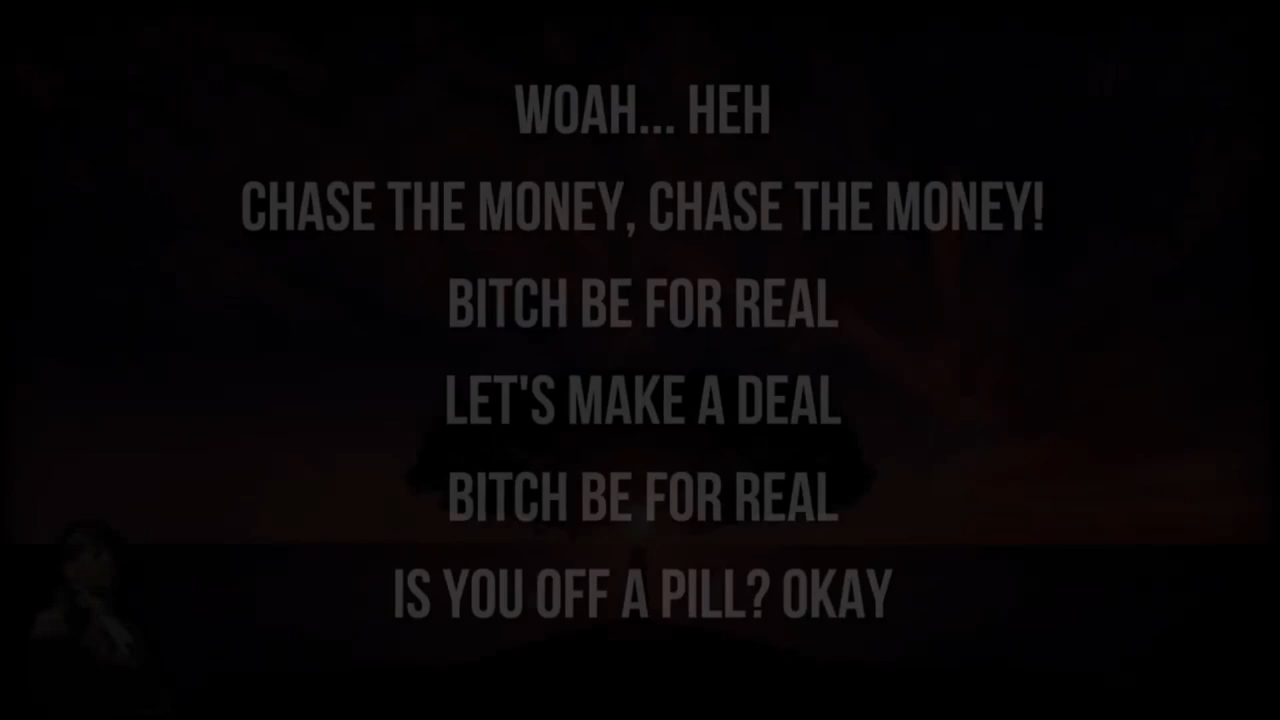 WOAH... HEH
CHASE THE MONEY, CHASE THE MONEY!
BITCH BE FOR REAL
LET'S MAKE A DEAL
BITCH BE FOR REAL
IS YOU OFF A PILL? OKAY